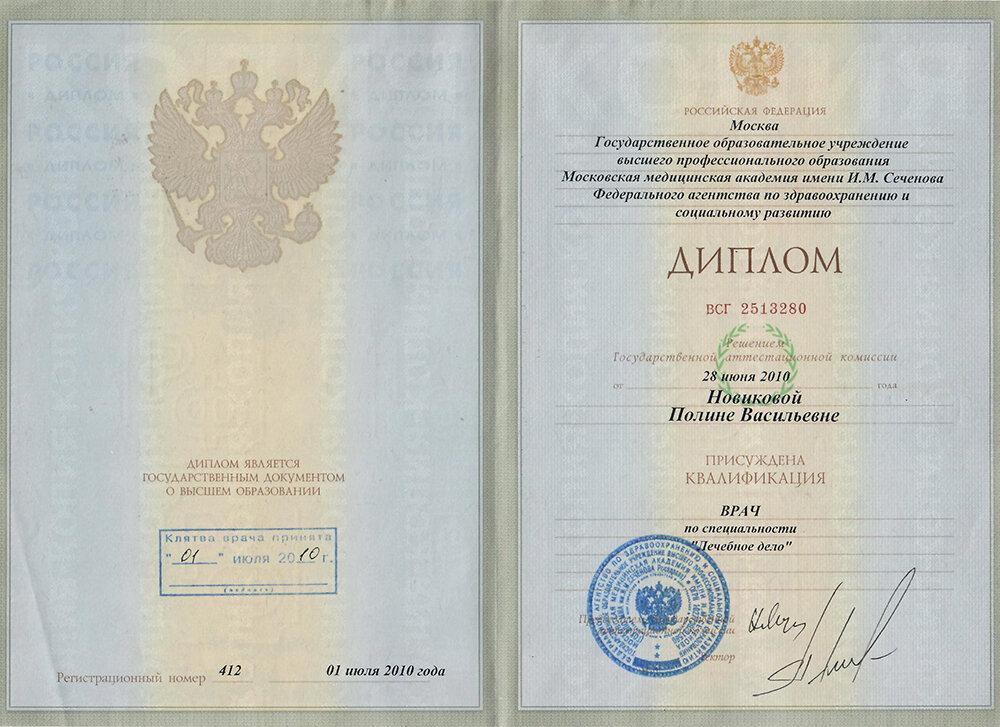 ДИПЛОМ ЯВЛЯЕТСЯ
ГОСУДАРСТВЕННЫМ ДОКУМЕНТОМ
О ВЫСШЕМ ОБРАЗОВАНИИ
Клятва врача принята
"01" июля 2010 г.
(подпись)
Регистрационный номер 412 01 июля 2010 года
РОССИЙСКАЯ ФЕДЕРАЦИЯ
Москва
Государственное образовательное учреждение
высшего профессионального образования
Московская медицинская академия имени И.М. Сеченова
Федерального агентства по здравоохранению и
социальному развитию
ДИПЛОМ
ВСГ 2513280
Решением
Государственной аттестационной комиссии
от 28 июня 2010 года
Новиковой
Полине Васильевне
ПРИСУЖДЕНА
КВАЛИФИКАЦИЯ
ВРАЧ
по специальности
"Лечебное дело"